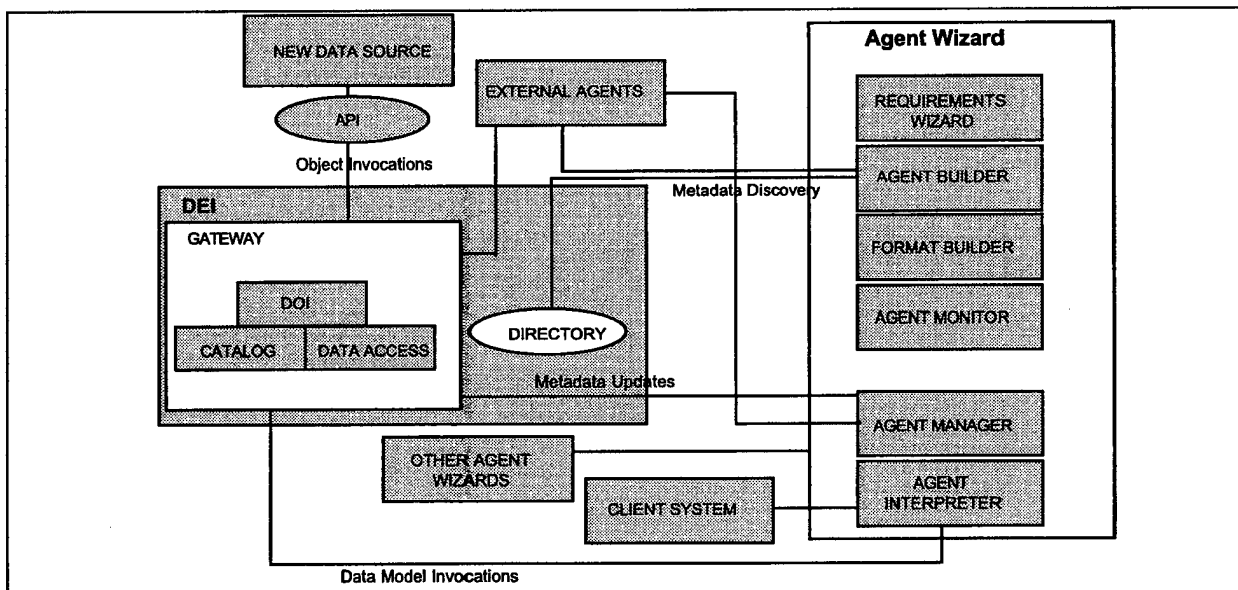 NEW DATA SOURCE
API
Object Invocations
EXTERNAL AGENTS
Agent Wizard
REQUIREMENTS
WIZARD
AGENT BUILDER
FORMAT BUILDER
AGENT MONITOR
AGENT MANAGER
AGENT
INTERPRETER
Metadata Discovery
DEI
GATEWAY
DOI
CATALOG
DATA ACCESS
DIRECTORY
Metadata Updates
OTHER AGENT
WIZARDS
CLIENT SYSTEM
Data Model Invocations